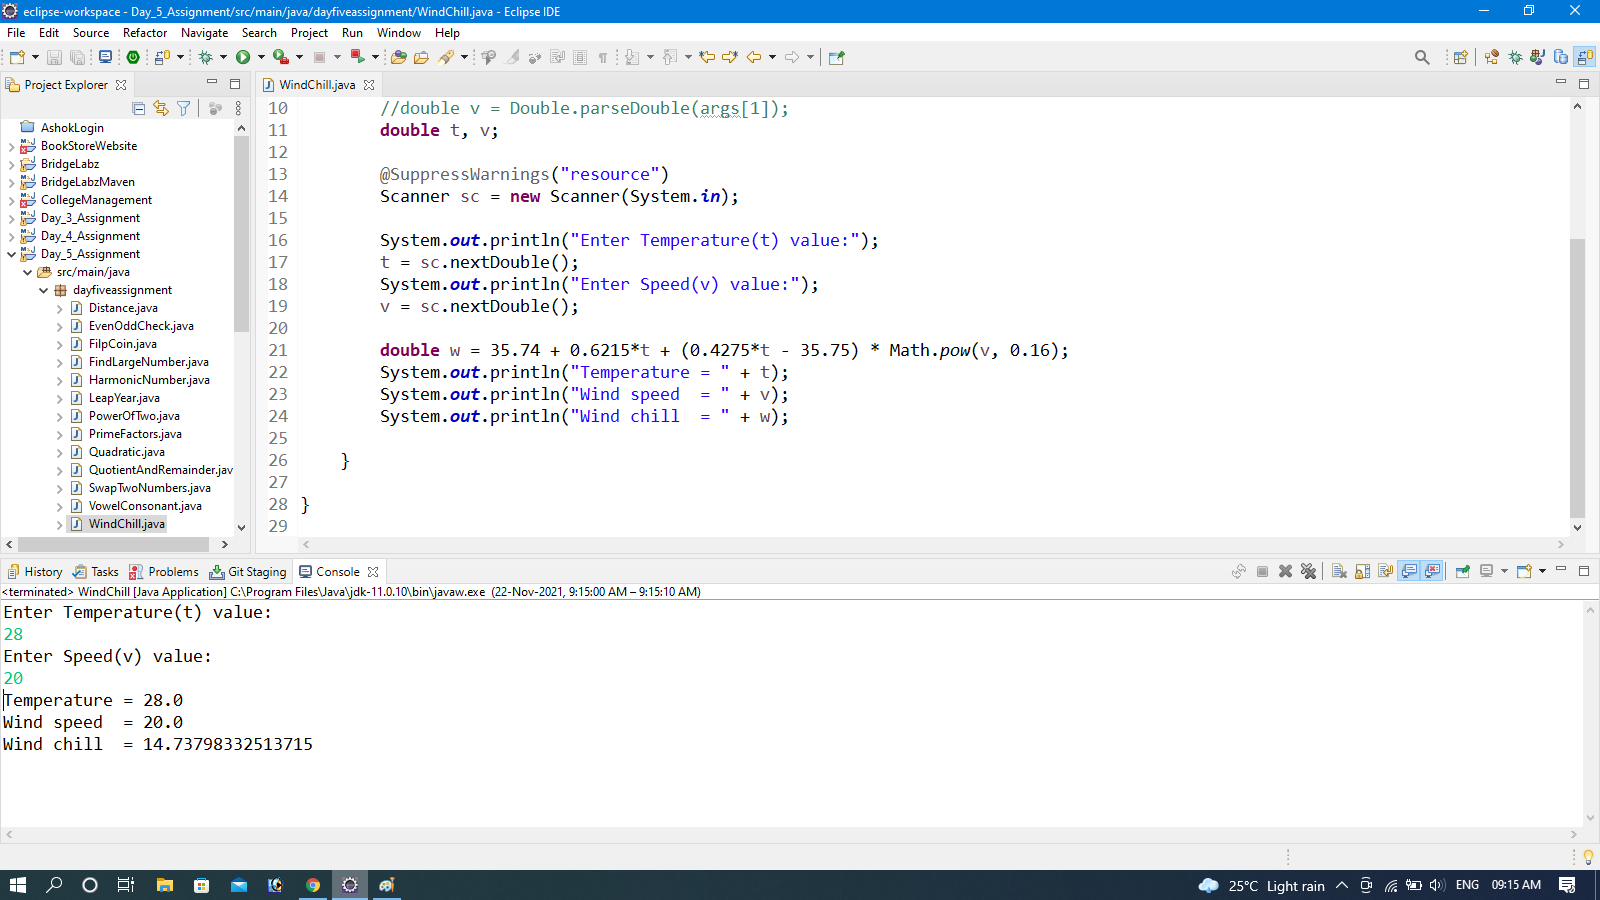 eclipse-workspace - Day_5_Assignment/src/main/java/dayfiveassignment/WindChill.java - Eclipse IDE
File Edit Source Refactor Navigate Search Project Run Window Help
Project Explorer
WindChill.java
AshokLogin
BookStoreWebsite
BridgeLabz
BridgeLabzMaven
CollegeManagement
Day_3_Assignment
Day_4_Assignment
Day_5_Assignment
src/main/java
dayfiveassignment
Distance.java
EvenOddCheck.java
FilpCoin.java
FindLargeNumber.java
HarmonicNumber.java
LeapYear.java
PowerOfTwo.java
PrimeFactors.java
Quadratic.java
QuotientAndRemainder.jav
SwapTwoNumbers.java
VowelConsonant.java
WindChill.java
10 //double v = Double.parseDouble(args[1]);
11 double t, v;
12
13 @SuppressWarnings("resource")
14 Scanner sc = new Scanner(System.in);
15
16 System.out.println("Enter Temperature(t) value:");
17 t = sc.nextDouble();
18 System.out.println("Enter Speed(v) value:");
19 v = sc.nextDouble();
20
21 double w = 35.74 + 0.6215*t + (0.4275*t - 35.75) * Math.pow(v, 0.16);
22 System.out.println("Temperature = " + t);
23 System.out.println("Wind speed  = " + v);
24 System.out.println("Wind chill  = " + w);
25
26 }
27
28 }
29
History Tasks Problems Git Staging Console
<terminated> WindChill [Java Application] C:\Program Files\Java\jdk-11.0.10\bin\javaw.exe (22-Nov-2021, 9:15:00 AM – 9:15:10 AM)
Enter Temperature(t) value:
28
Enter Speed(v) value:
20
Temperature = 28.0
Wind speed  = 20.0
Wind chill  = 14.73798332513715
25°C Light rain ENG 09:15 AM